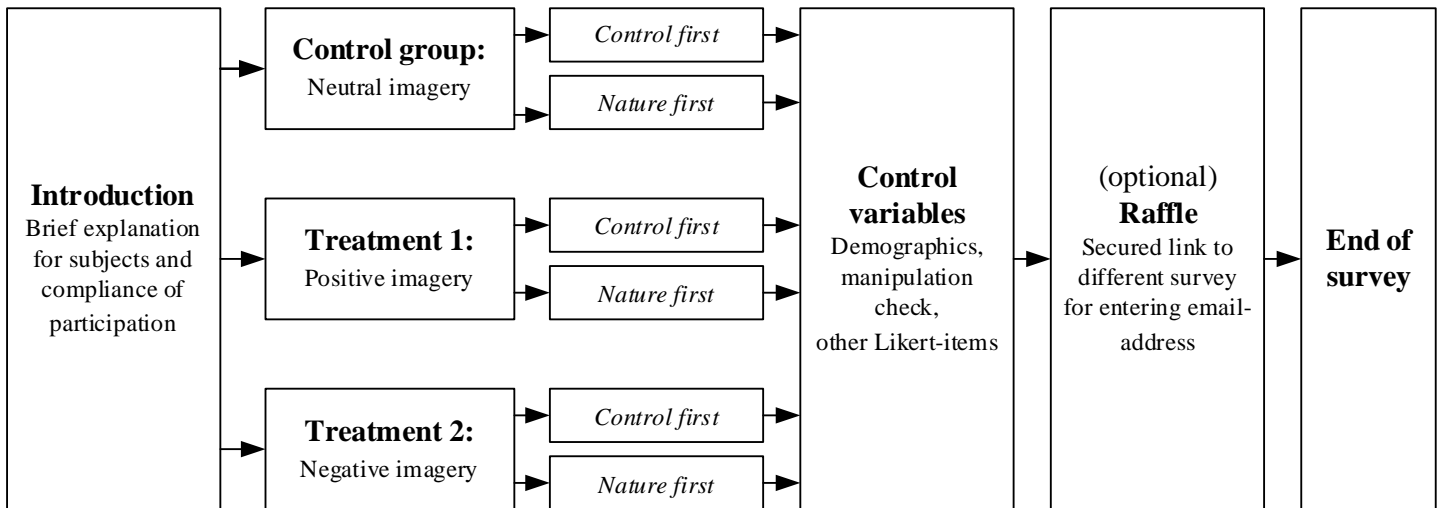 Introduction
Brief explanation
for subjects and
compliance of
participation
Control group:
Neutral imagery
Control first
Nature first
Treatment 1:
Positive imagery
Control first
Nature first
Treatment 2:
Negative imagery
Control first
Nature first
Control
variables
Demographics,
manipulation
check,
other Likert-items
(optional)
Raffle
Secured link to
different survey
for entering email-
address
End of
survey